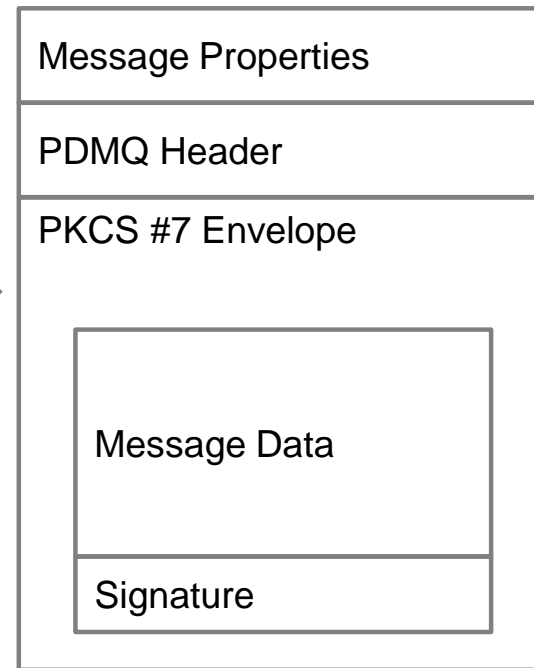 Message Properties
PDMQ Header
PKCS #7 Envelope
Message Data
Signature